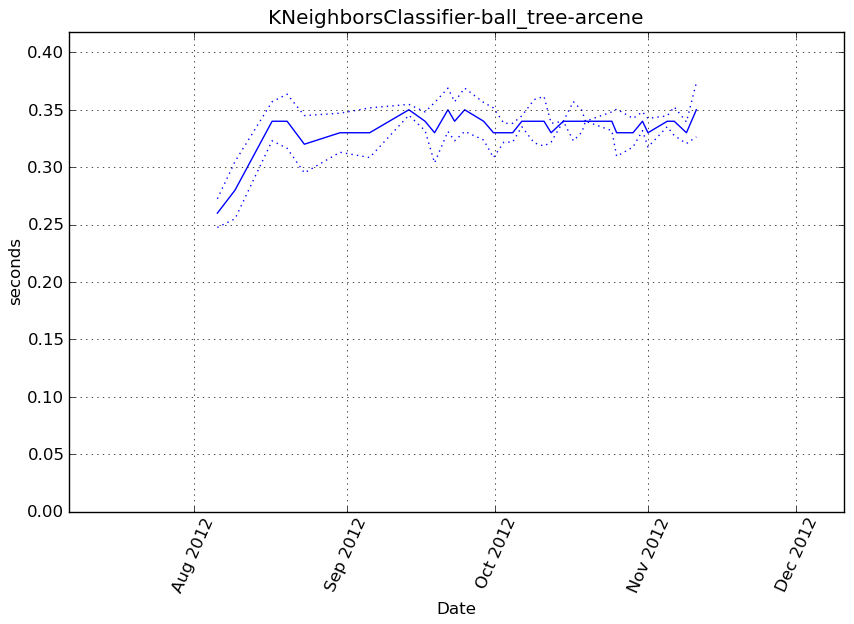 KNeighborsClassifier-ball_tree-arcene
0.40
0.35
0.30
0.25
0.20
0.15
0.10
0.05
0.00
seconds
Aug 2012
Sep 2012
Oct 2012
Nov 2012
Dec 2012
Date